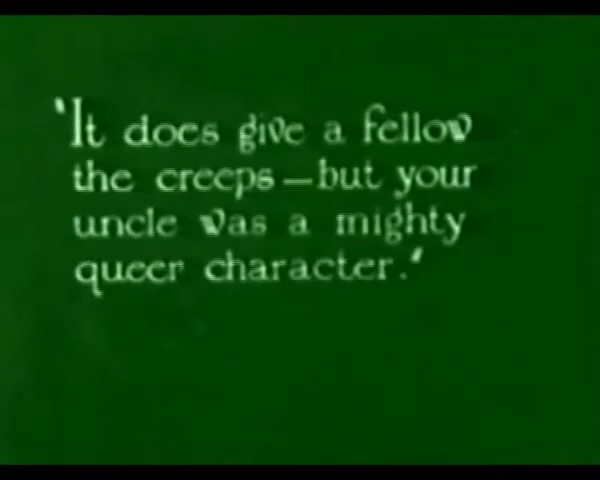 'It does give a fellow
the creeps—but your
uncle was a mighty
queer character.'